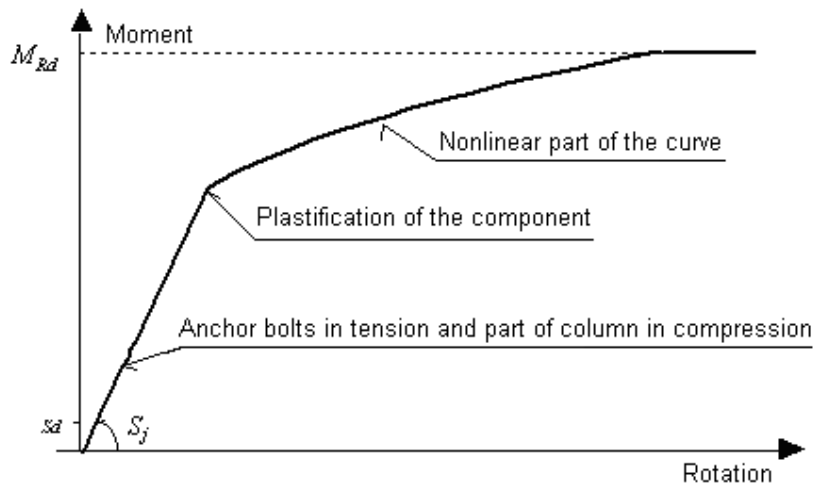 Moment
M_Rd
Nonlinear part of the curve
Plastification of the component
Anchor bolts in tension and part of column in compression
Sd
S_j
Rotation